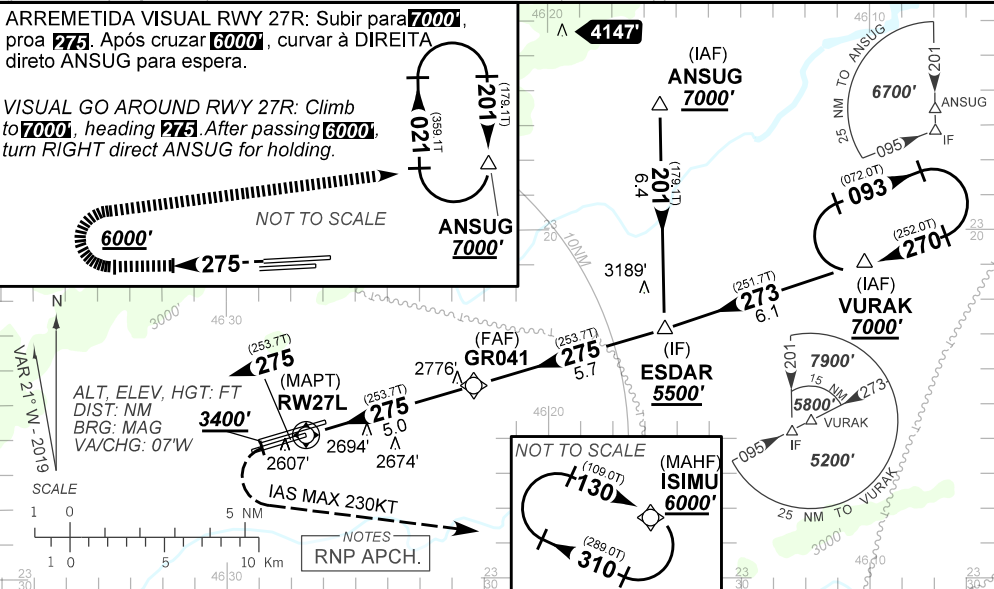 ARREMETIDA VISUAL RWY 27R: Subir para 7000',
proa 275. Após cruzar 6000', curvar à DIREITA
direto ANSUG para espera.
VISUAL GO AROUND RWY 27R: Climb
to 7000', heading 275. After passing 6000',
turn RIGHT direct ANSUG for holding.
021
(359.1T
201
(179.1T)
ANSUG
7000'
NOT TO SCALE
6000'
275
46 20
4147'
46 10
(IAF)
ANSUG
7000'
201
(179.1T)
6.4
25 NM TO ANSUG
6700'
201
ANSUG
IF
095
(072.0T)
093
(252.0T)
270
23
20
23
20
10NM
3189'
(IAF)
VURAK
7000'
(251.7T)
273
6.1
(IF)
ESDAR
5500'
(253.7T)
275
5.7
(FAF)
GR041
2776'
3000'
46 30
N
VAR 21° W - 2019
(253.7T)
275
(MAPT)
RW27L
(253.7T)
275
5.0
3400'
2694'
2674'
2607'
ALT, ELEV, HGT: FT
DIST: NM
BRG: MAG
VA/CHG: 07'W
SCALE
1 0 5 NM
1 0 5 10 Km
IAS MAX 230KT
NOTES
RNP APCH.
46 20
NOT TO SCALE
(109.0T)
130
(MAHF)
ISIMU
6000'
(289.0T)
310
201
7900'
15 NM
273
5800'
VURAK
IF
095
5200'
25 NM TO VURAK
3000'
23
30
46 30
23
30